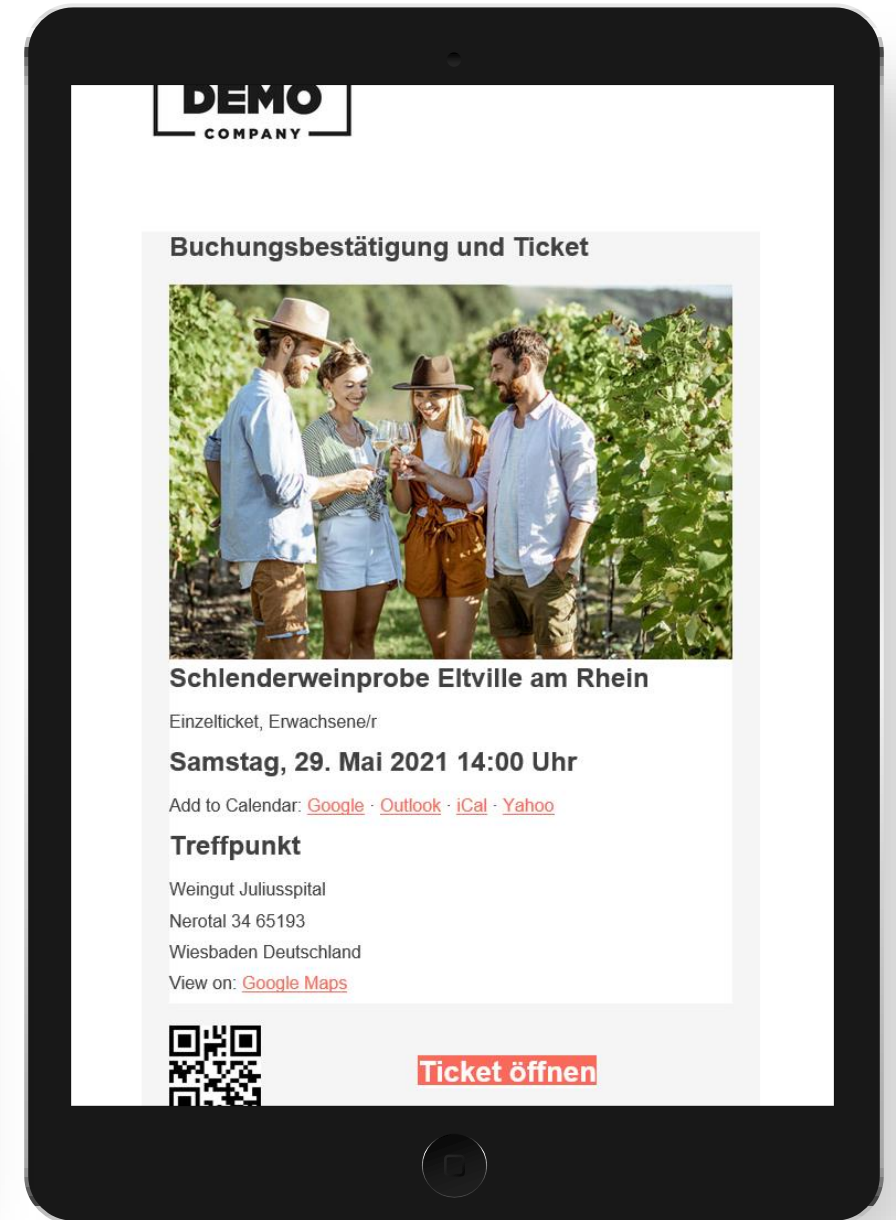 DEMO
COMPANY
Buchungsbestätigung und Ticket
Schlenderweinprobe Eltville am Rhein
Einzelticket, Erwachsene/r
Samstag, 29. Mai 2021 14:00 Uhr
Add to Calendar: Google · Outlook · iCal · Yahoo
Treffpunkt
Weingut Juliusspital
Nerotal 34 65193
Wiesbaden Deutschland
View on: Google Maps
Ticket öffnen